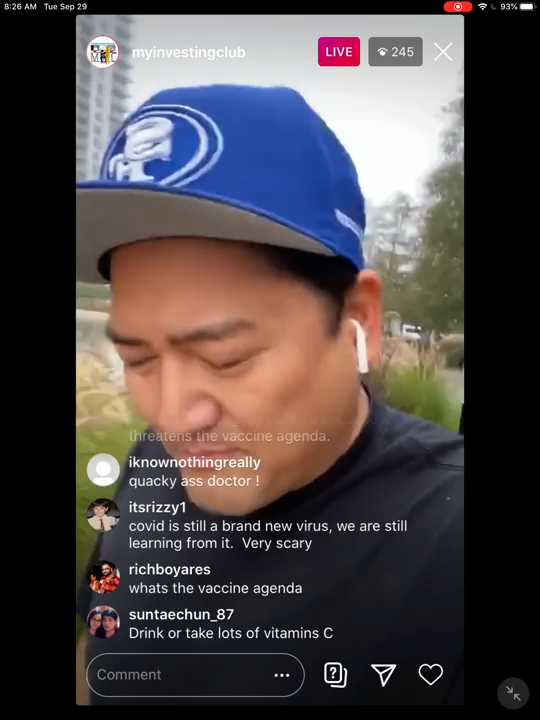 8:26 AM Tue Sep 29
93%
myinvestingclub
LIVE
245
threatens the vaccine agenda.
iknownothingreally
quacky ass doctor !
itsrizzy1
covid is still a brand new virus, we are still
learning from it. Very scary
richboyares
whats the vaccine agenda
suntaechun_87
Drink or take lots of vitamins C
Comment